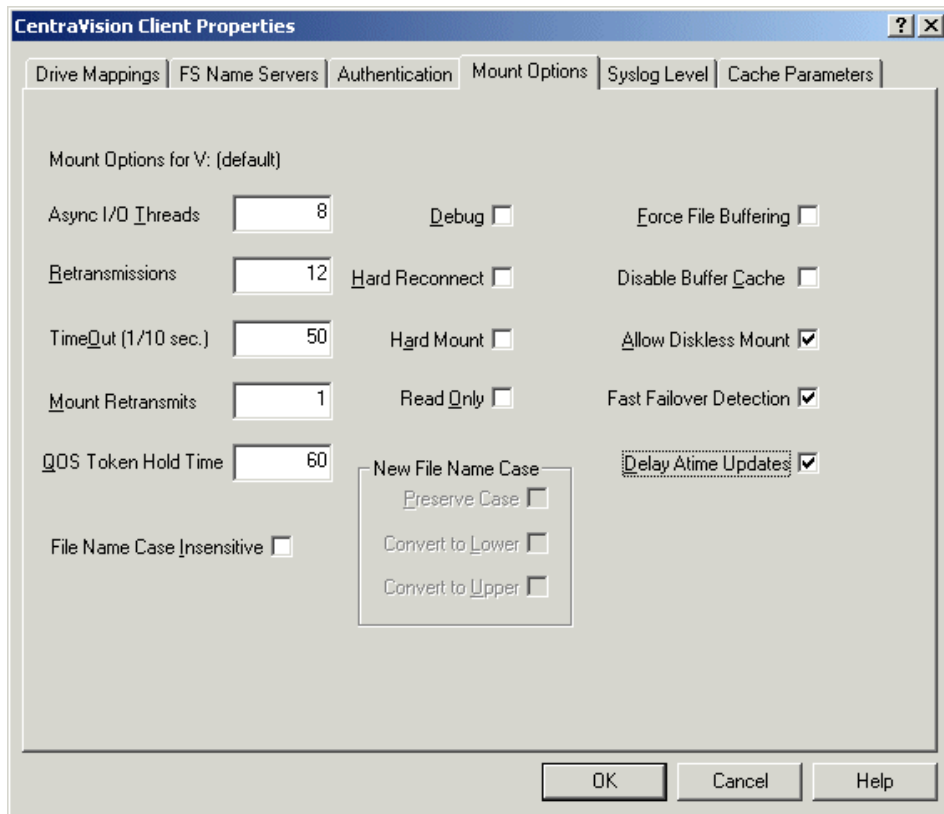 CentraVision Client Properties
Drive Mappings FS Name Servers Authentication Mount Options Syslog Level Cache Parameters
Mount Options for V: (default)
Async I/O Threads 8 Debug Force File Buffering
Retransmissions 12 Hard Reconnect Disable Buffer Cache
TimeOut (1/10 sec.) 50 Hard Mount Allow Diskless Mount
Mount Retransmits 1 Read Only Fast Failover Detection
QOS Token Hold Time 60 New File Name Case Delay Atime Updates
Preserve Case
File Name Case Insensitive Convert to Lower
Convert to Upper
OK Cancel Help